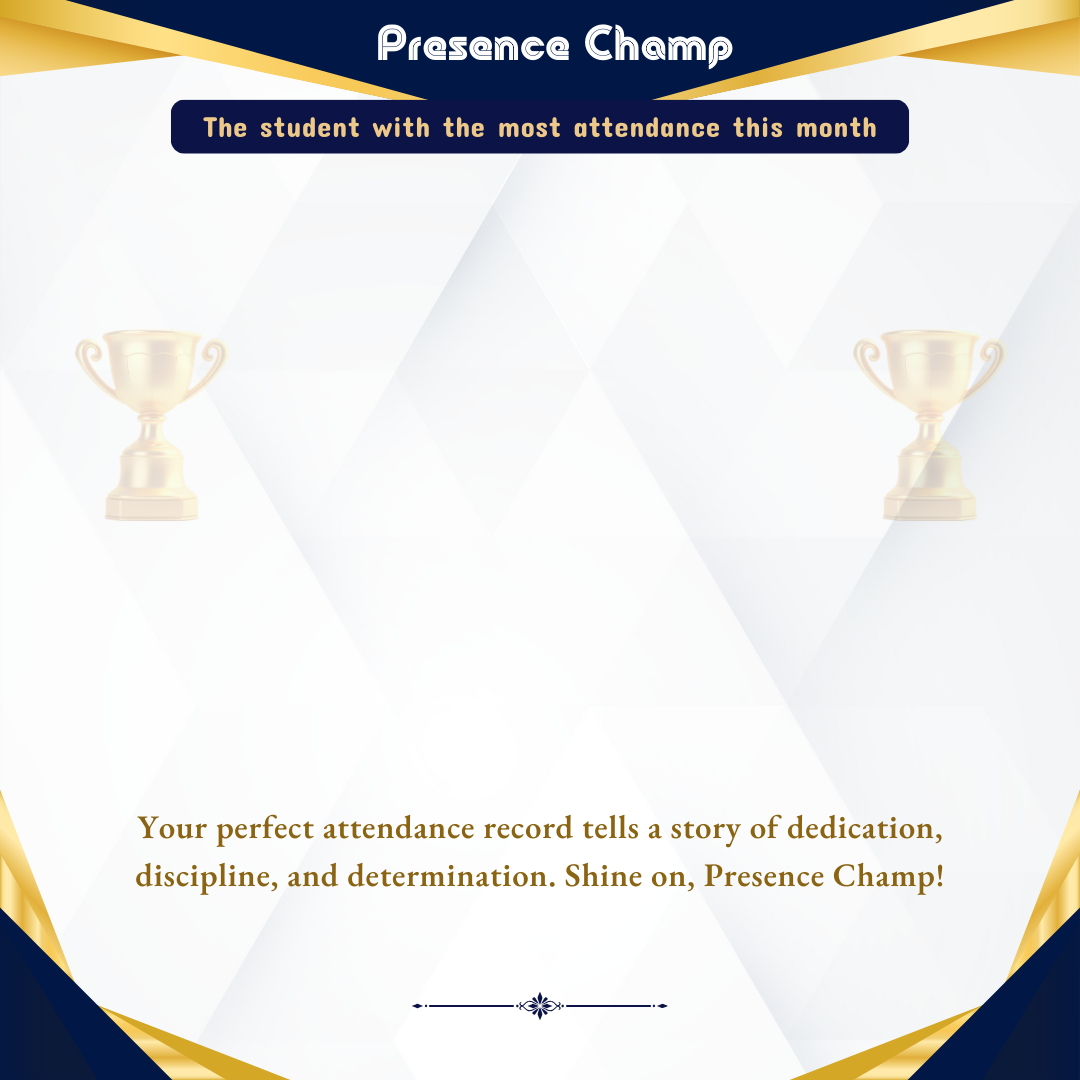 Presence Champ
The student with the most attendance this month
Your perfect attendance record tells a story of dedication,
discipline, and determination. Shine on, Presence Champ!